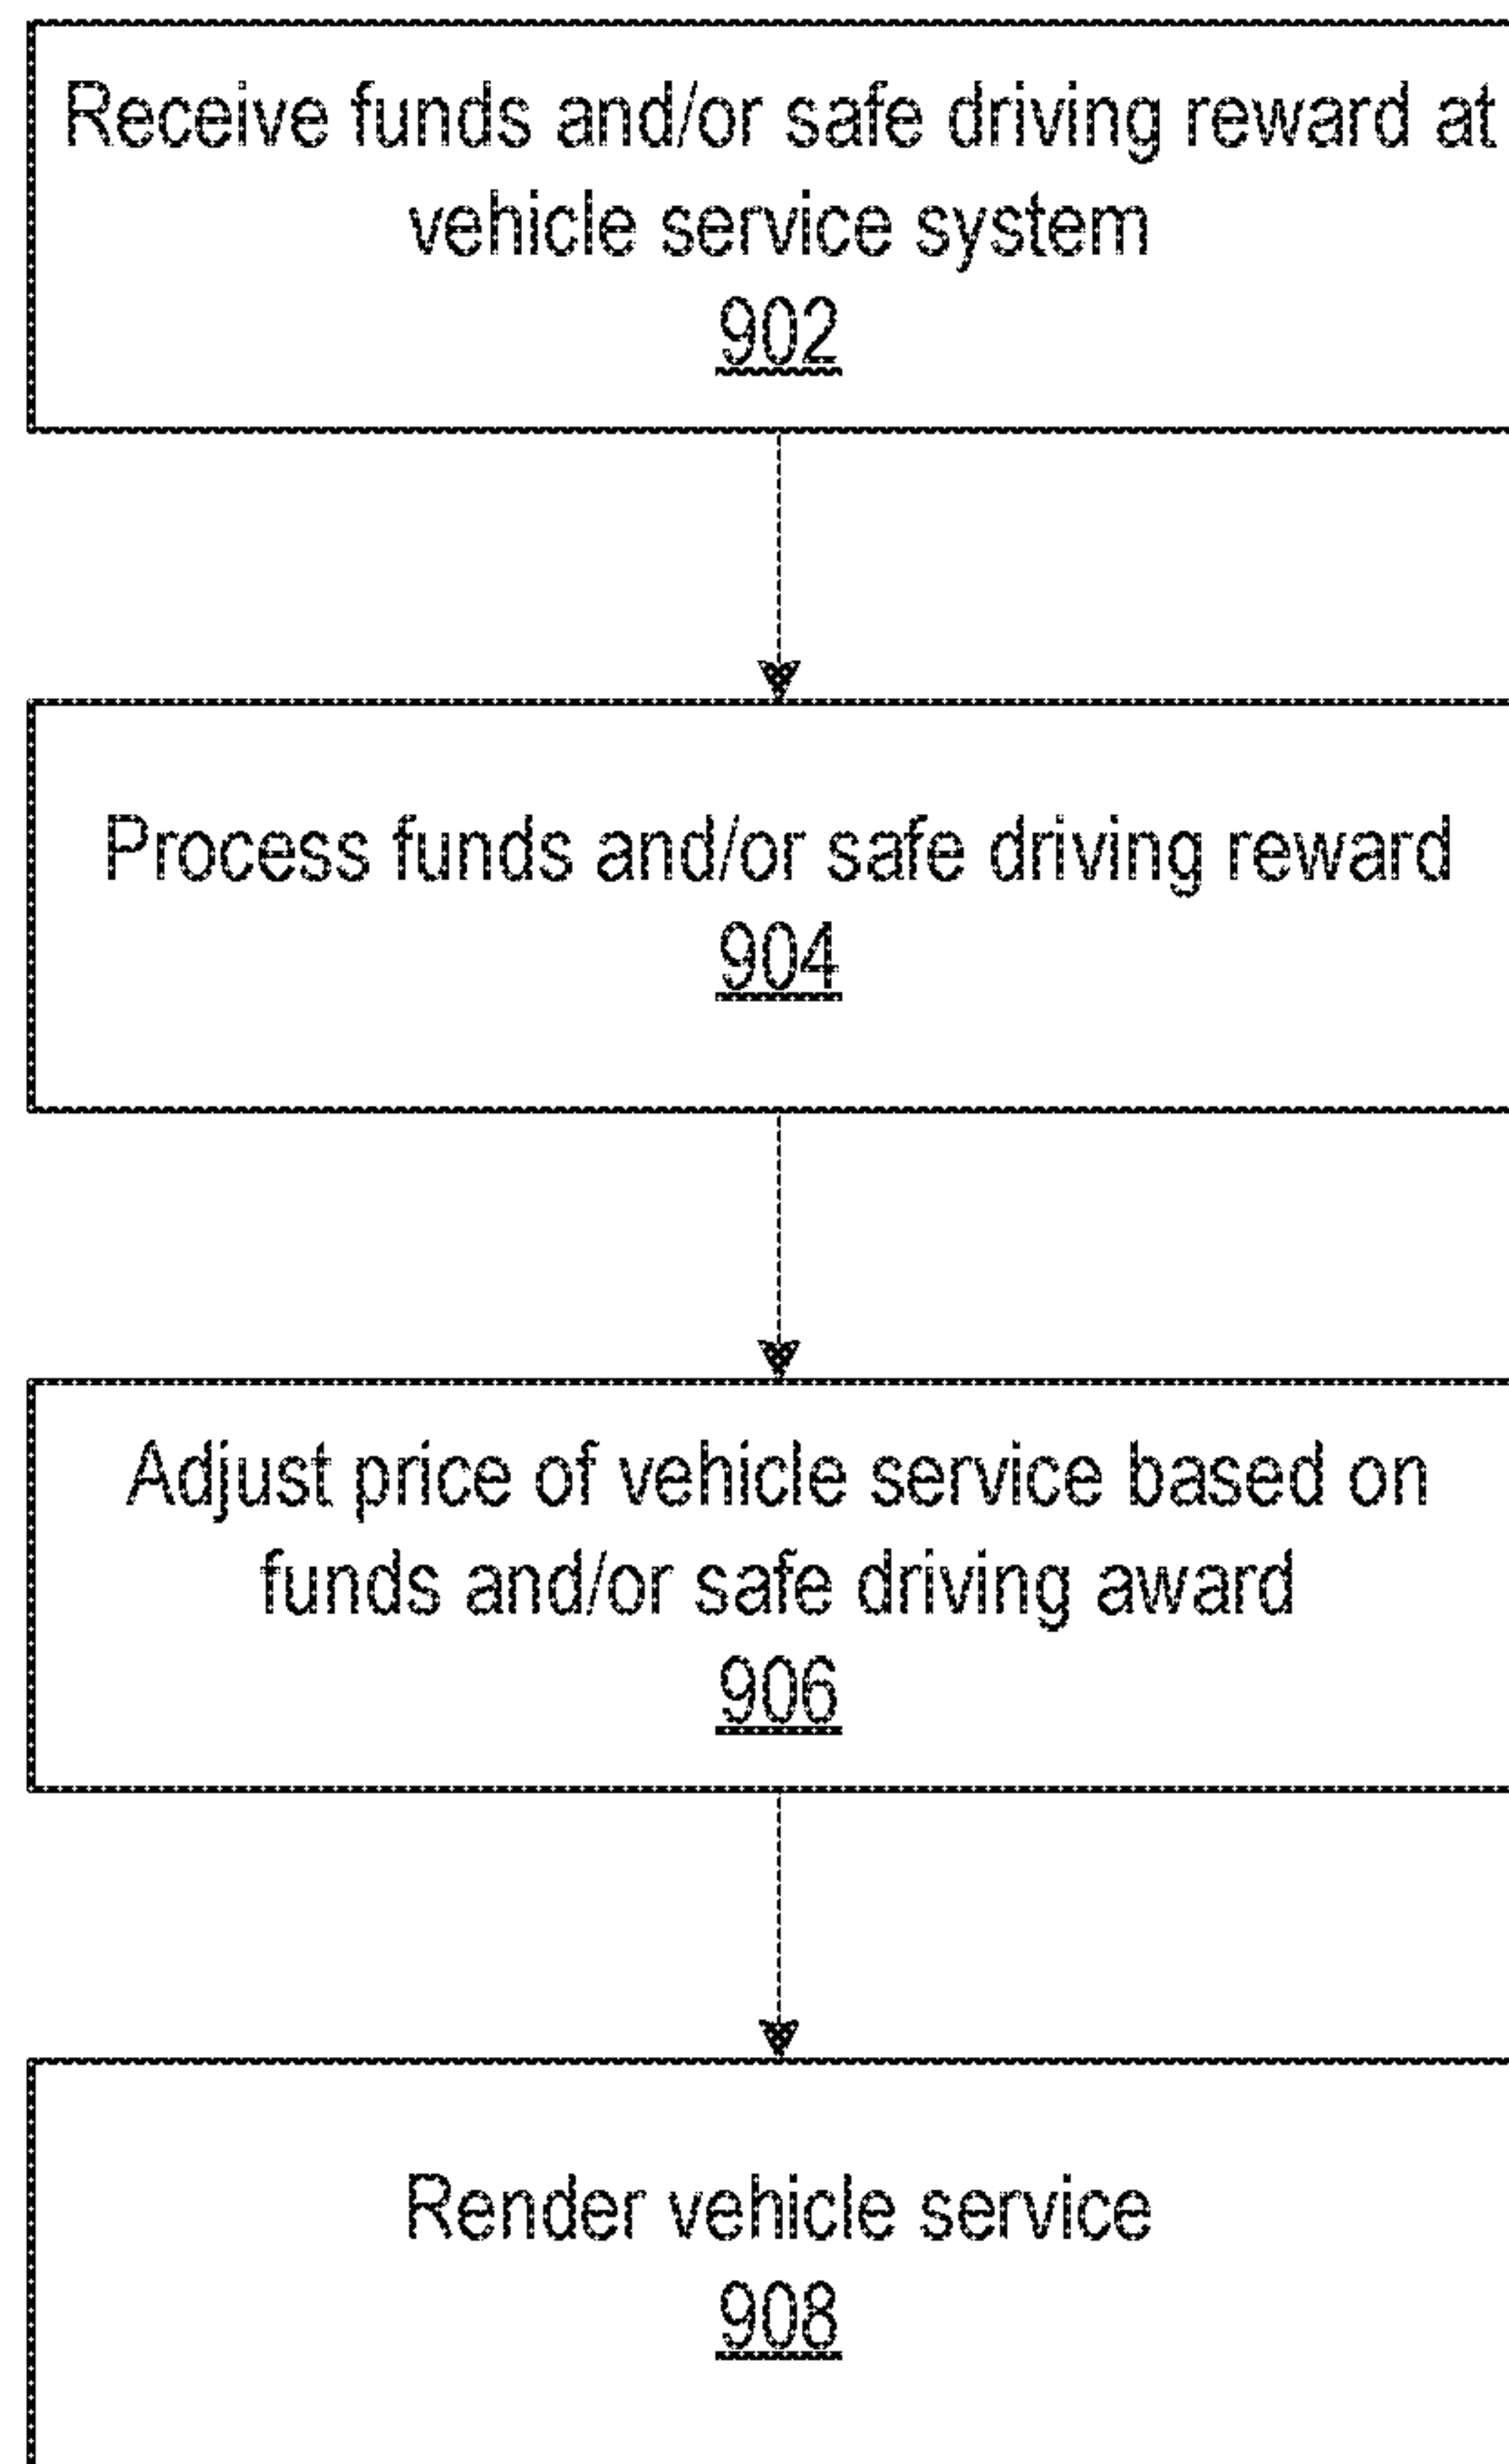 Receive funds and/or safe driving reward at
vehicle service system
902
Process funds and/or safe driving reward
904
Adjust price of vehicle service based on
funds and/or safe driving award
906
Render vehicle service
908